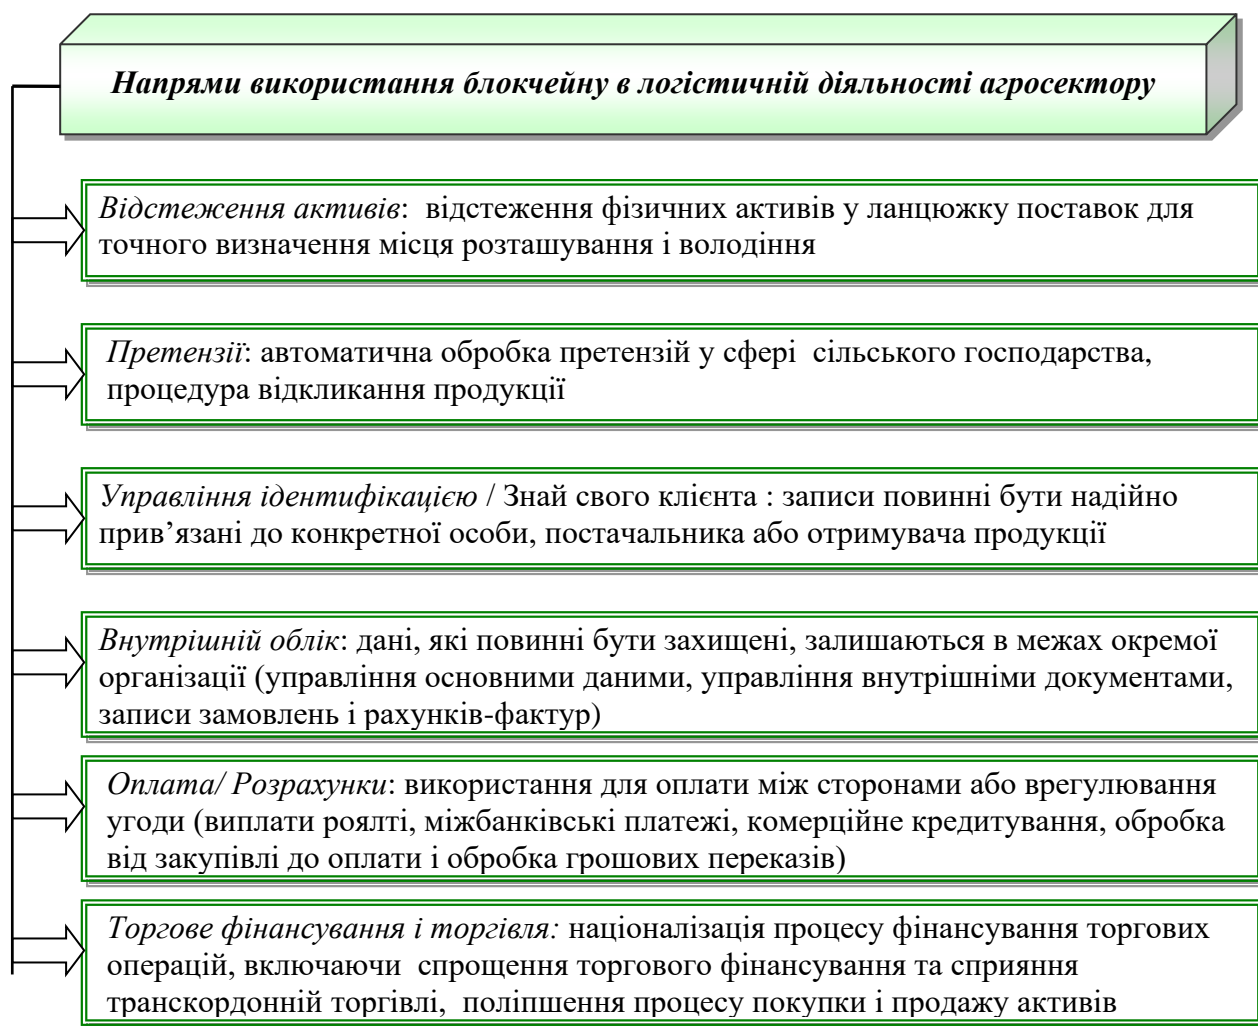 Напрями використання блокчейну в логістичній діяльності агросектору
Відстеження активів: відстеження фізичних активів у ланцюжку поставок для
точного визначення місця розташування і володіння
Претензії: автоматична обробка претензій у сфері сільського господарства,
процедура відкликання продукції
Управління ідентифікацією / Знай свого клієнта : записи повинні бути надійно
прив’язані до конкретної особи, постачальника або отримувача продукції
Внутрішній облік: дані, які повинні бути захищені, залишаються в межах окремої
організації (управління основними даними, управління внутрішніми документами,
записи замовлень і рахунків-фактур)
Оплата/ Розрахунки: використання для оплати між сторонами або врегулювання
угоди (виплати роялті, міжбанківські платежі, комерційне кредитування, обробка
від закупівлі до оплати і обробка грошових переказів)
Торгове фінансування і торгівля: націоналізація процесу фінансування торгових
операцій, включаючи спрощення торгового фінансування та сприяння
транскордонній торгівлі, поліпшення процесу покупки і продажу активів